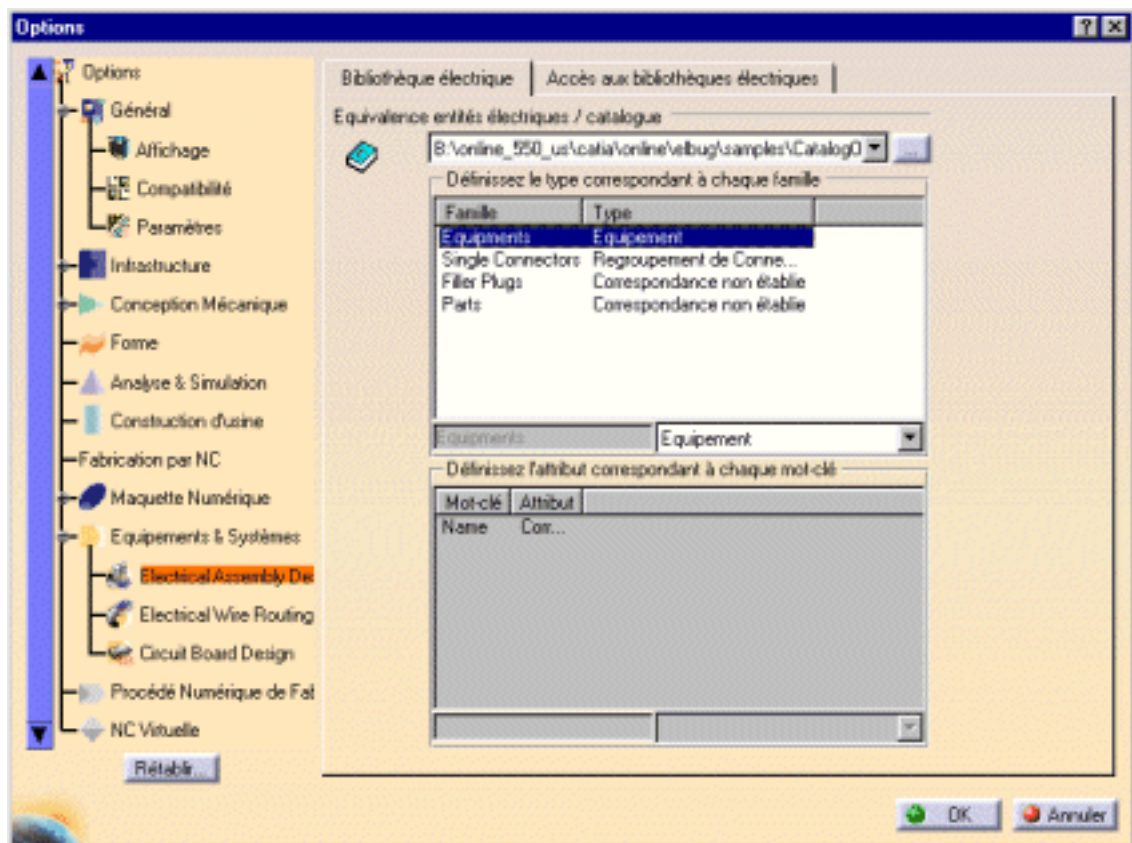 Options
Options
Général
Affichage
Compatibilité
Paramètres
Infrastructure
Conception Mécanique
Forme
Analyse & Simulation
Construction d'usine
Fabrication par NC
Maquette Numérique
Equipements & Systèmes
Electrical Assembly De
Electrical Wire Routing
Circuit Board Design
Procédé Numérique de Fab
NC Virtuelle
Rétablir...
Bibliothèque électrique Accès aux bibliothèques électriques
Equivalence entités électriques / catalogue
B:\online_550_us\catia\online\elbug\samples\CatalogO ...
Définissez le type correspondant à chaque famille
Famille Type
Equipments Equipement
Single Connectors Regroupement de Conne...
Filler Plugs Correspondance non établie
Parts Correspondance non établie
Equipments Equipement
Définissez l'attribut correspondant à chaque mot-clé
Mot-clé Attribut
Name Corr...
OK Annuler